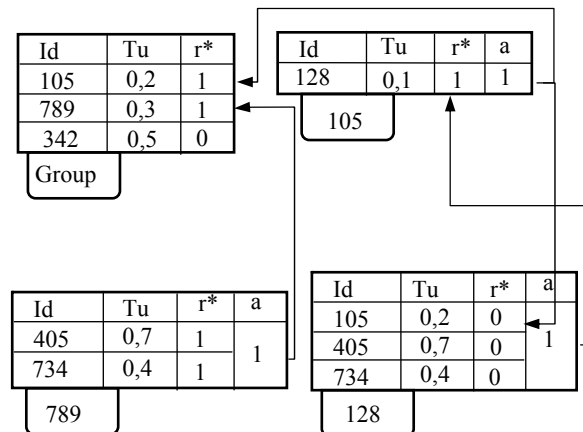 Id Tu r*
105 0,2 1
789 0,3 1
342 0,5 0
Group
Id Tu r* a
128 0,1 1 1
105
Id Tu r* a
405 0,7 1
1
734 0,4 1
789
Id Tu r* a
105 0,2 0
405 0,7 0 1
734 0,4 0
128